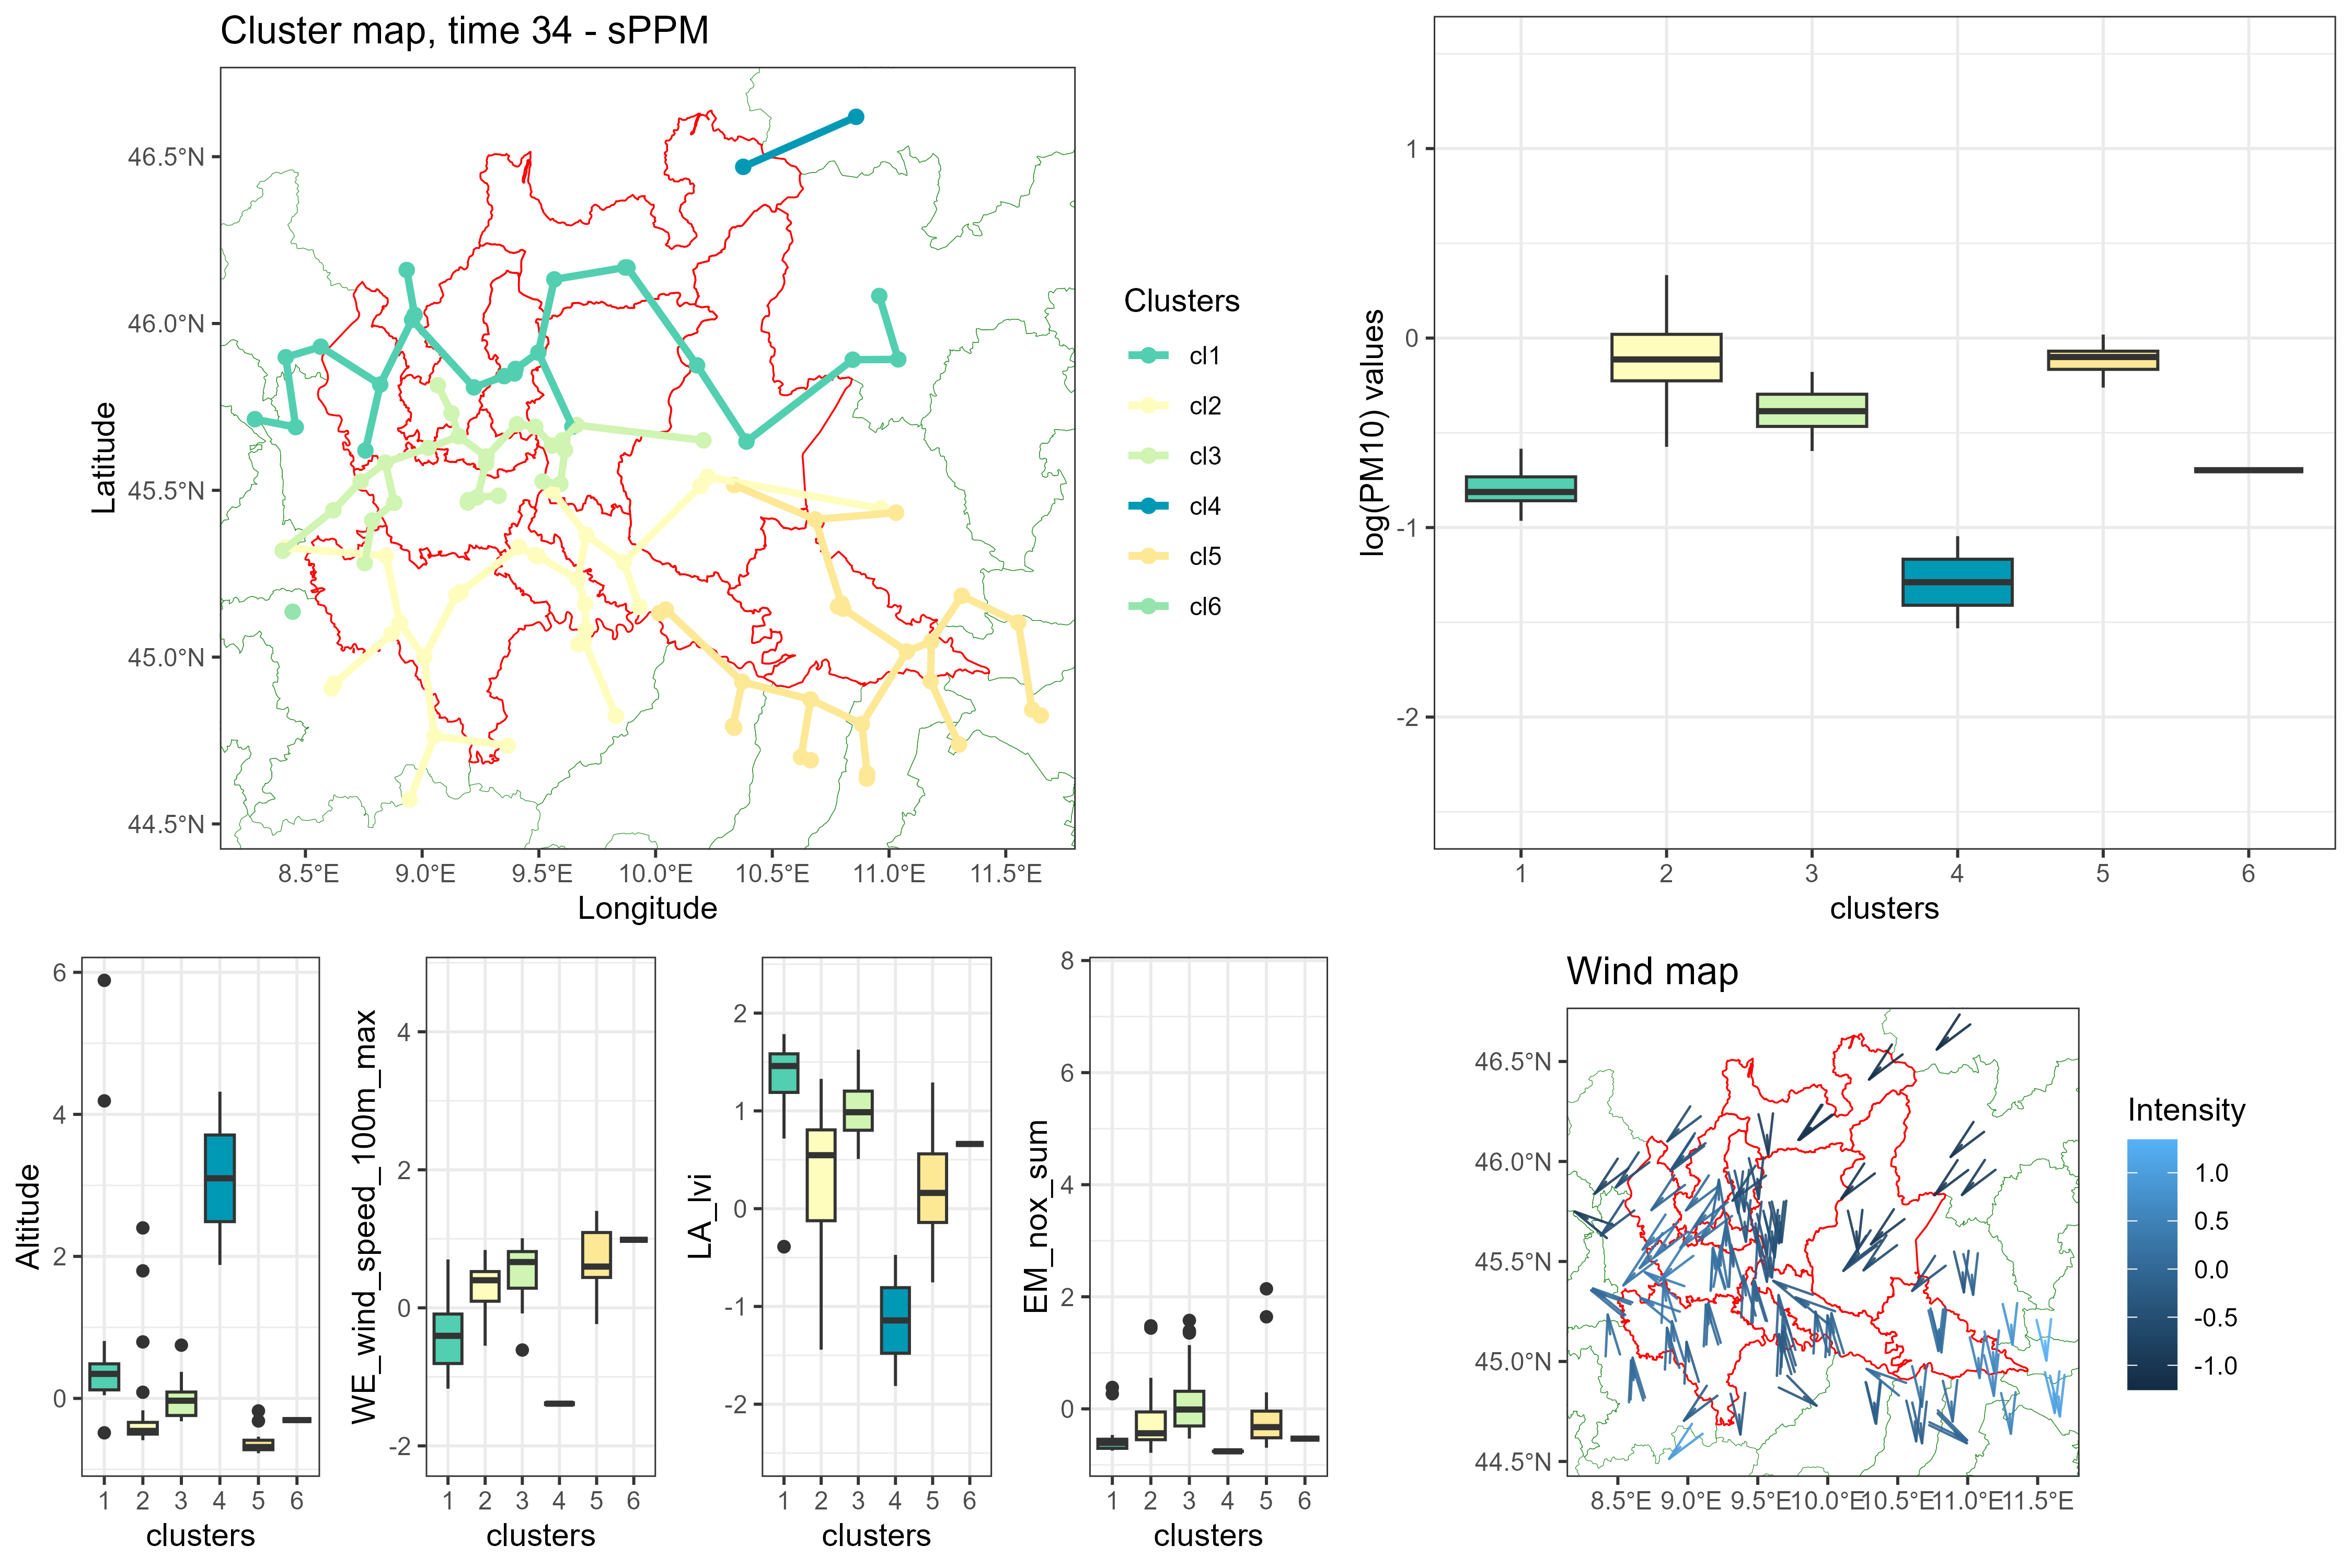 Cluster map, time 34 - sPPM
Latitude
46.5°N
46.0°N
45.5°N
45.0°N
44.5°N
8.5°E 9.0°E 9.5°E 10.0°E 10.5°E 11.0°E 11.5°E
Longitude
Clusters
cl1
cl2
cl3
cl4
cl5
cl6
log(PM10) values
1
0
-1
-2
1 2 3 4 5 6
clusters
Altitude
6
4
2
0
1 2 3 4 5 6
clusters
WE_wind_speed_100m_max
4
2
0
-2
1 2 3 4 5 6
clusters
LA_lvi
2
1
0
-1
-2
1 2 3 4 5 6
clusters
EM_nox_sum
8
6
4
2
0
1 2 3 4 5 6
clusters
Wind map
46.5°N
46.0°N
45.5°N
45.0°N
44.5°N
8.5°E 9.0°E 9.5°E 10.0°E 10.5°E 11.0°E 11.5°E
Intensity
1.0
0.5
0.0
-0.5
-1.0